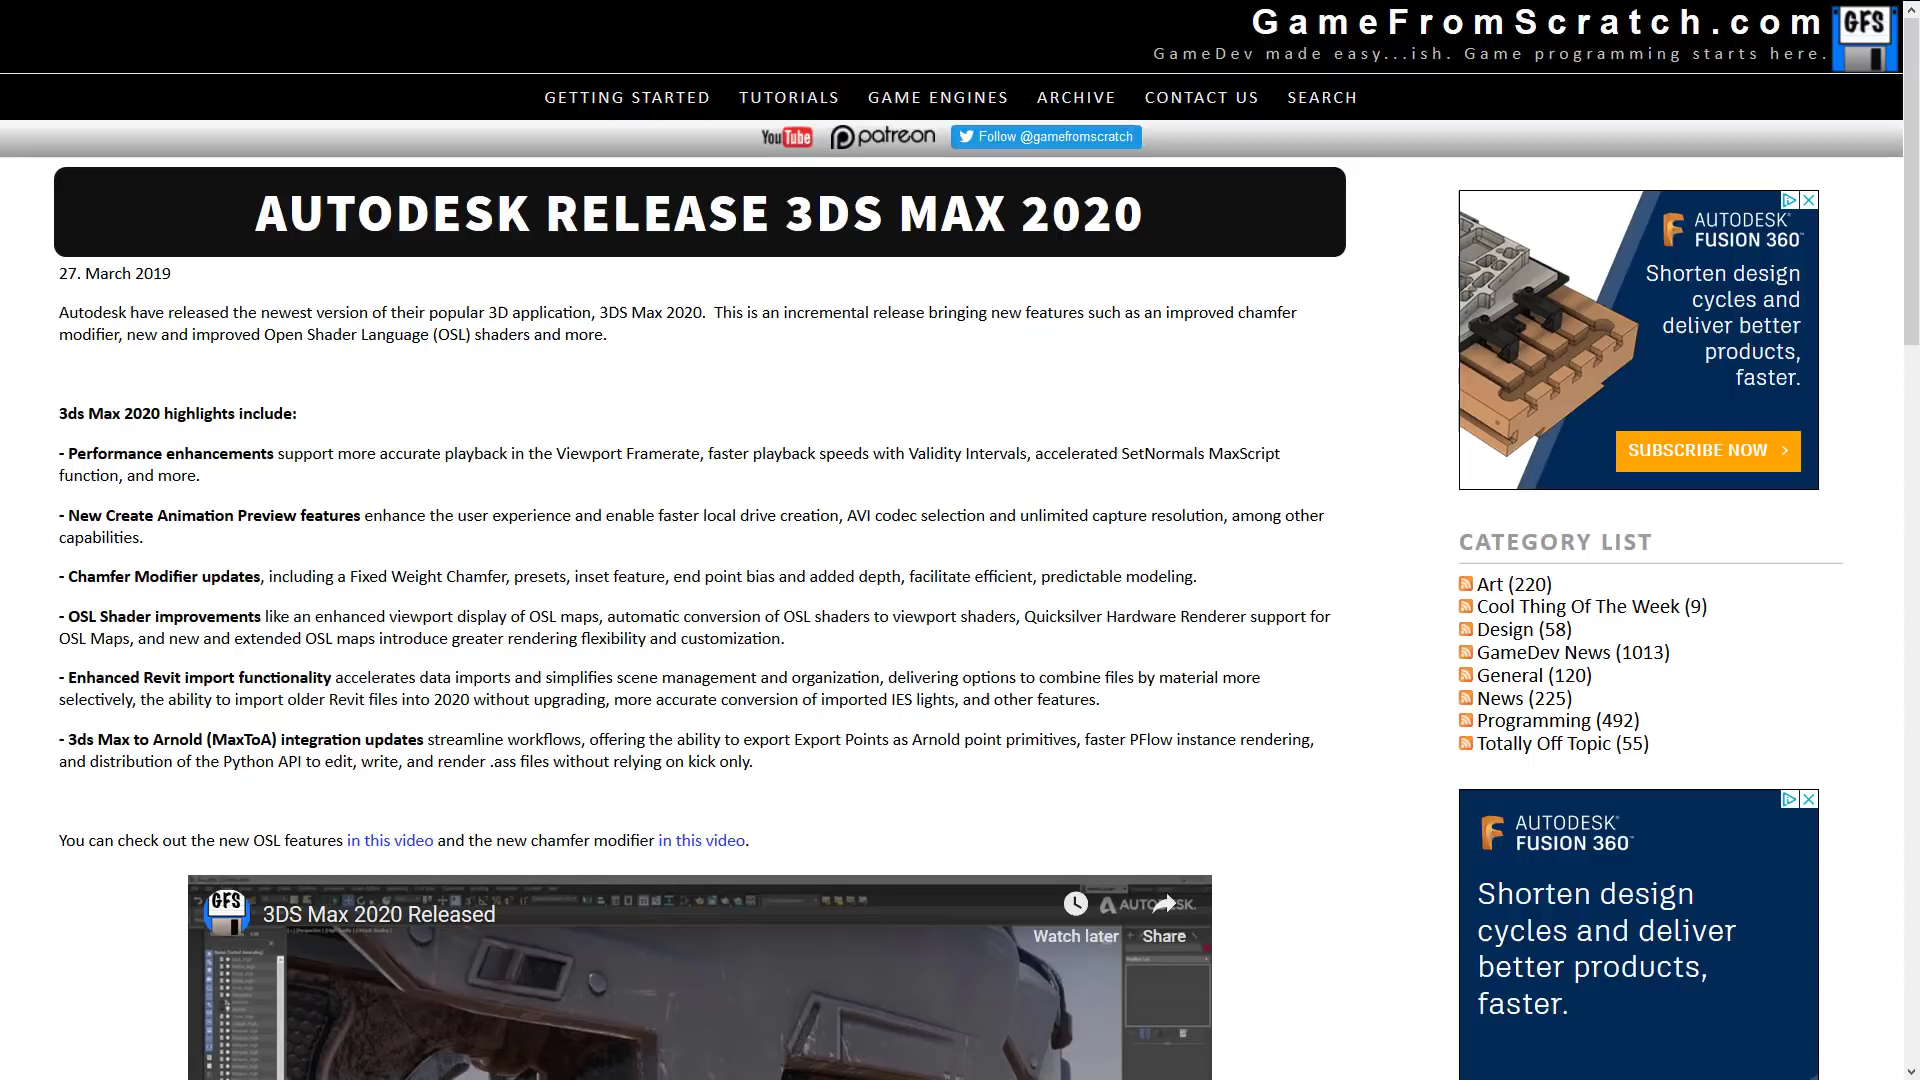 GameFromScratch.com
GameDev made easy...ish. Game programming starts here.
GFS
GETTING STARTED TUTORIALS GAME ENGINES ARCHIVE CONTACT US SEARCH
YouTube patreon Follow @gamefromscratch
AUTODESK RELEASE 3DS MAX 2020
27. March 2019
Autodesk have released the newest version of their popular 3D application, 3DS Max 2020.  This is an incremental release bringing new features such as an improved chamfer
modifier, new and improved Open Shader Language (OSL) shaders and more.
3ds Max 2020 highlights include:
- Performance enhancements support more accurate playback in the Viewport Framerate, faster playback speeds with Validity Intervals, accelerated SetNormals MaxScript
function, and more.
- New Create Animation Preview features enhance the user experience and enable faster local drive creation, AVI codec selection and unlimited capture resolution, among other
capabilities.
- Chamfer Modifier updates, including a Fixed Weight Chamfer, presets, inset feature, end point bias and added depth, facilitate efficient, predictable modeling.
- OSL Shader improvements like an enhanced viewport display of OSL maps, automatic conversion of OSL shaders to viewport shaders, Quicksilver Hardware Renderer support for
OSL Maps, and new and extended OSL maps introduce greater rendering flexibility and customization.
- Enhanced Revit import functionality accelerates data imports and simplifies scene management and organization, delivering options to combine files by material more
selectively, the ability to import older Revit files into 2020 without upgrading, more accurate conversion of imported IES lights, and other features.
- 3ds Max to Arnold (MaxToA) integration updates streamline workflows, offering the ability to export Export Points as Arnold point primitives, faster PFlow instance rendering,
and distribution of the Python API to edit, write, and render .ass files without relying on kick only.
You can check out the new OSL features in this video and the new chamfer modifier in this video.
GFS
3DS Max 2020 Released
Watch later
Share
AUTODESK
FUSION 360
Shorten design
cycles and
deliver better
products,
faster.
SUBSCRIBE NOW >
CATEGORY LIST
Art (220)
Cool Thing Of The Week (9)
Design (58)
GameDev News (1013)
General (120)
News (225)
Programming (492)
Totally Off Topic (55)
AUTODESK
FUSION 360
Shorten design
cycles and deliver
better products,
faster.